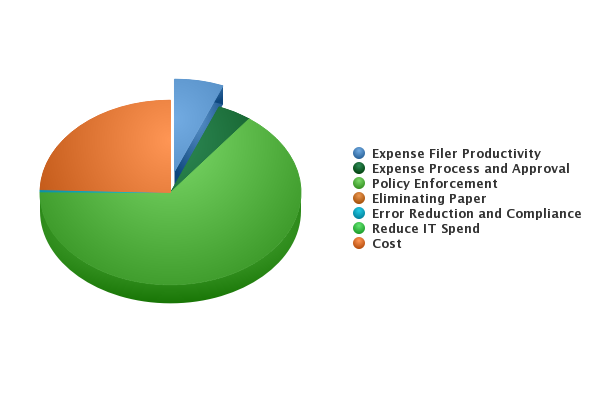 Expense Filer Productivity
Expense Process and Approval
Policy Enforcement
Eliminating Paper
Error Reduction and Compliance
Reduce IT Spend
Cost